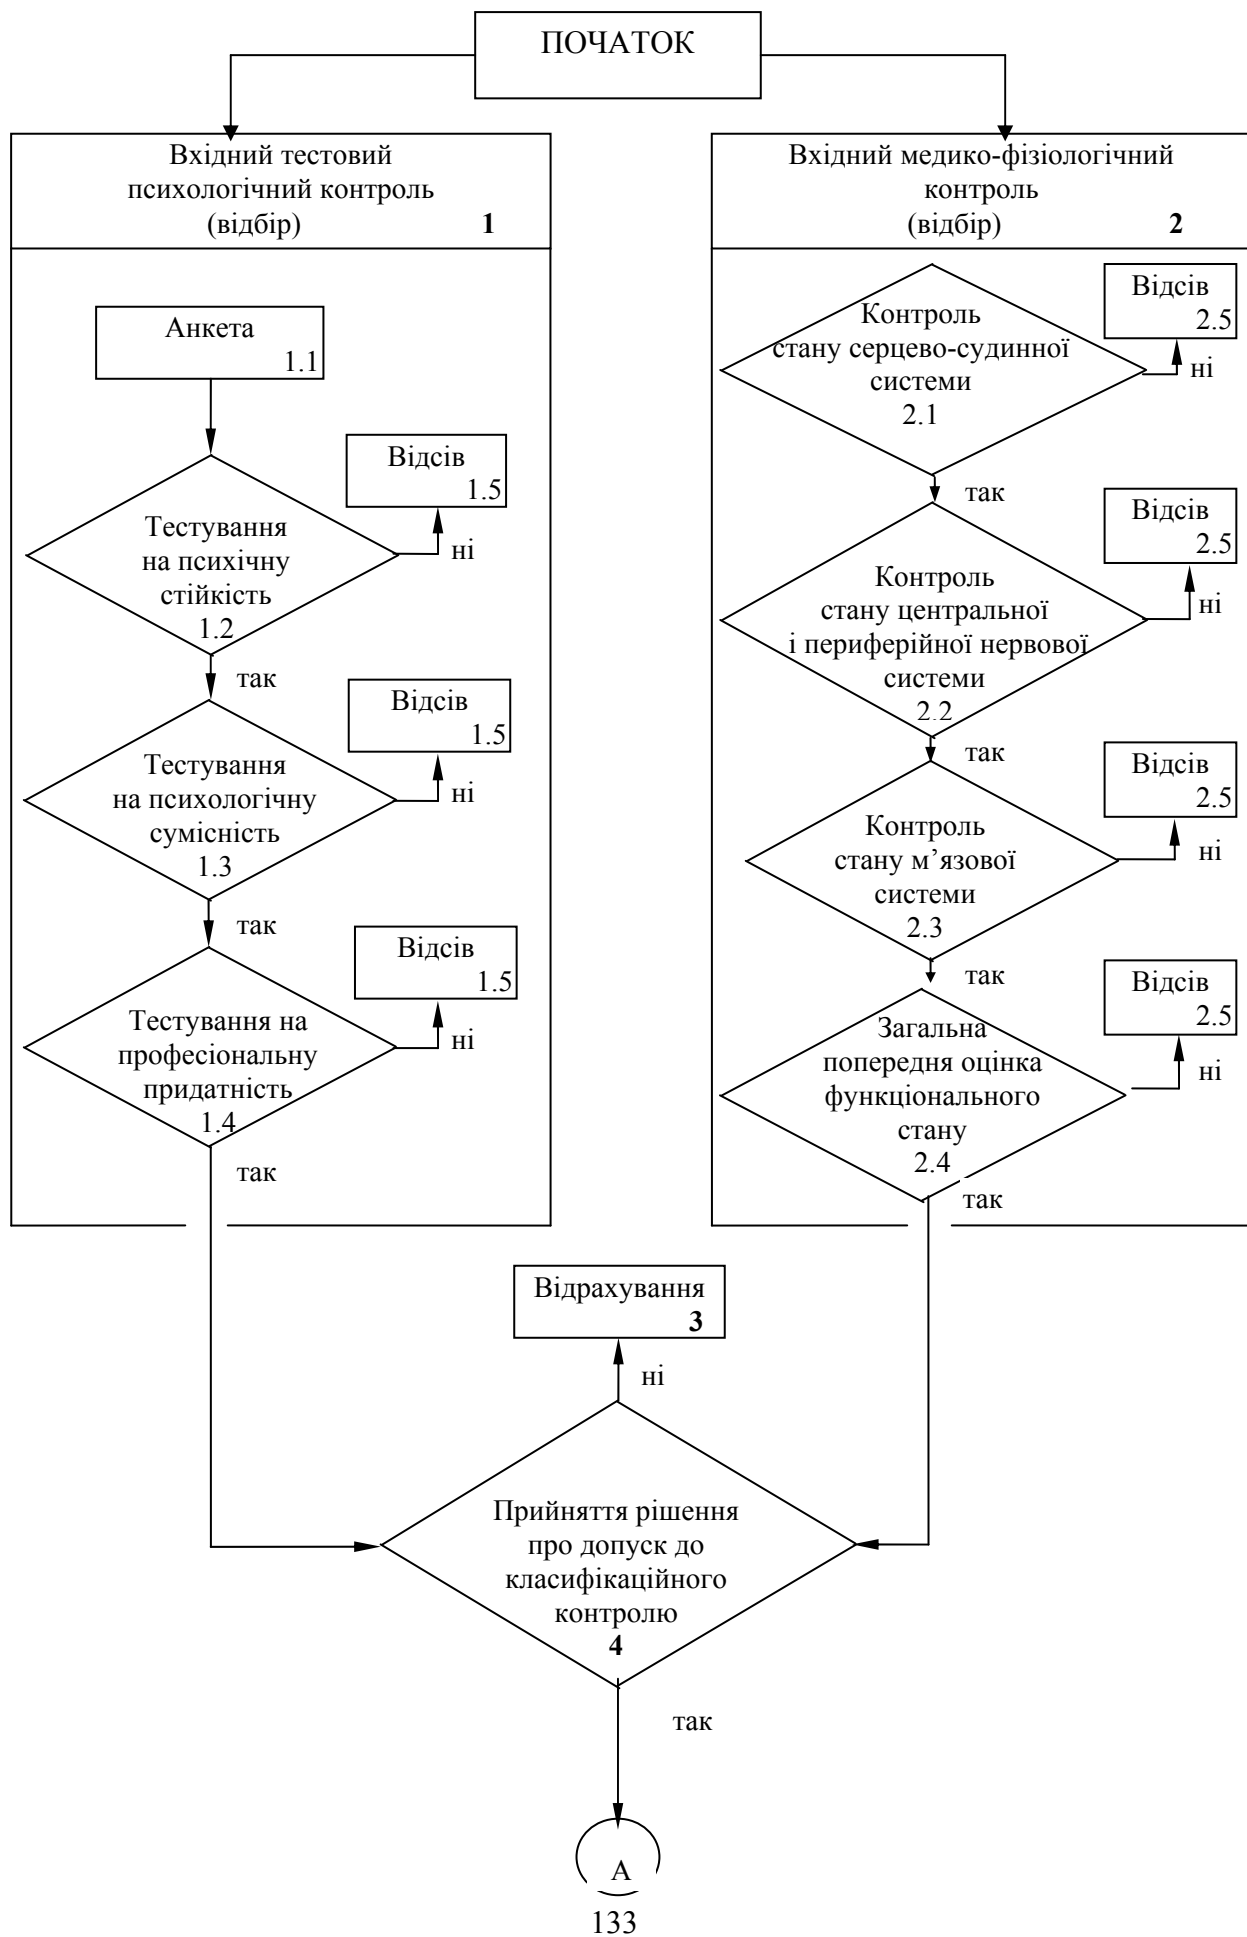 ПОЧАТОК
Вхідний тестовий
психологічний контроль
(відбір) 1
Анкета
1.1
Відсів
1.5
Тестування
на психічну
стійкість
1.2
ні
так
Відсів
1.5
Тестування
на психологічну
сумісність
1.3
ні
так
Відсів
1.5
Тестування на
професіональну
придатність
1.4
ні
так
Вхідний медико-фізіологічний
контроль
(відбір) 2
Відсів
2.5
Контроль
стану серцево-судинної
системи
2.1
ні
так
Відсів
2.5
Контроль
стану центральної
і периферійної нервової
системи
2.2
ні
так
Відсів
2.5
Контроль
стану м’язової
системи
2.3
ні
так
Відсів
2.5
Загальна
попередня оцінка
функціонального
стану
2.4
ні
так
Відрахування
3
ні
Прийняття рішення
про допуск до
класифікаційного
контролю
4
так
А
133